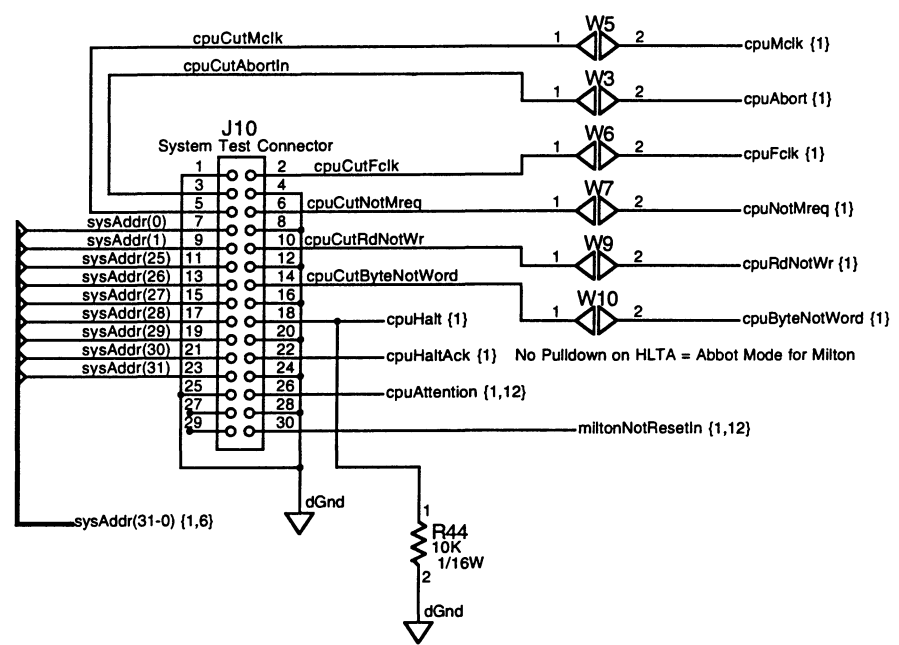 W5
cpuCutMclk 1 2 cpuMclk {1}
cpuCutAbortIn W3
1 2 cpuAbort {1}
J10
System Test Connector W6
1 2 cpuCutFclk 1 2 cpuFclk {1}
3 4
W7
5 6 cpuCutNotMreq 1 2 cpuNotMreq {1}
sysAddr(0) 7 8
sysAddr(1) 9 10 cpuCutRdNotWr W9
sysAddr(25) 11 12 1 2 cpuRdNotWr {1}
sysAddr(26) 13 14 cpuCutByteNotWord
sysAddr(27) 15 16 W10
sysAddr(28) 17 18 cpuHalt {1} 1 2 cpuByteNotWord {1}
sysAddr(29) 19 20
sysAddr(30) 21 22 cpuHaltAck {1} No Pulldown on HLTA = Abbot Mode for Milton
sysAddr(31) 23 24
25 26 cpuAttention {1,12}
27 28
29 30 miltonNotResetIn {1,12}
dGnd
sysAddr(31-0) {1,6}
1
R44
10K
1/16W
2
dGnd